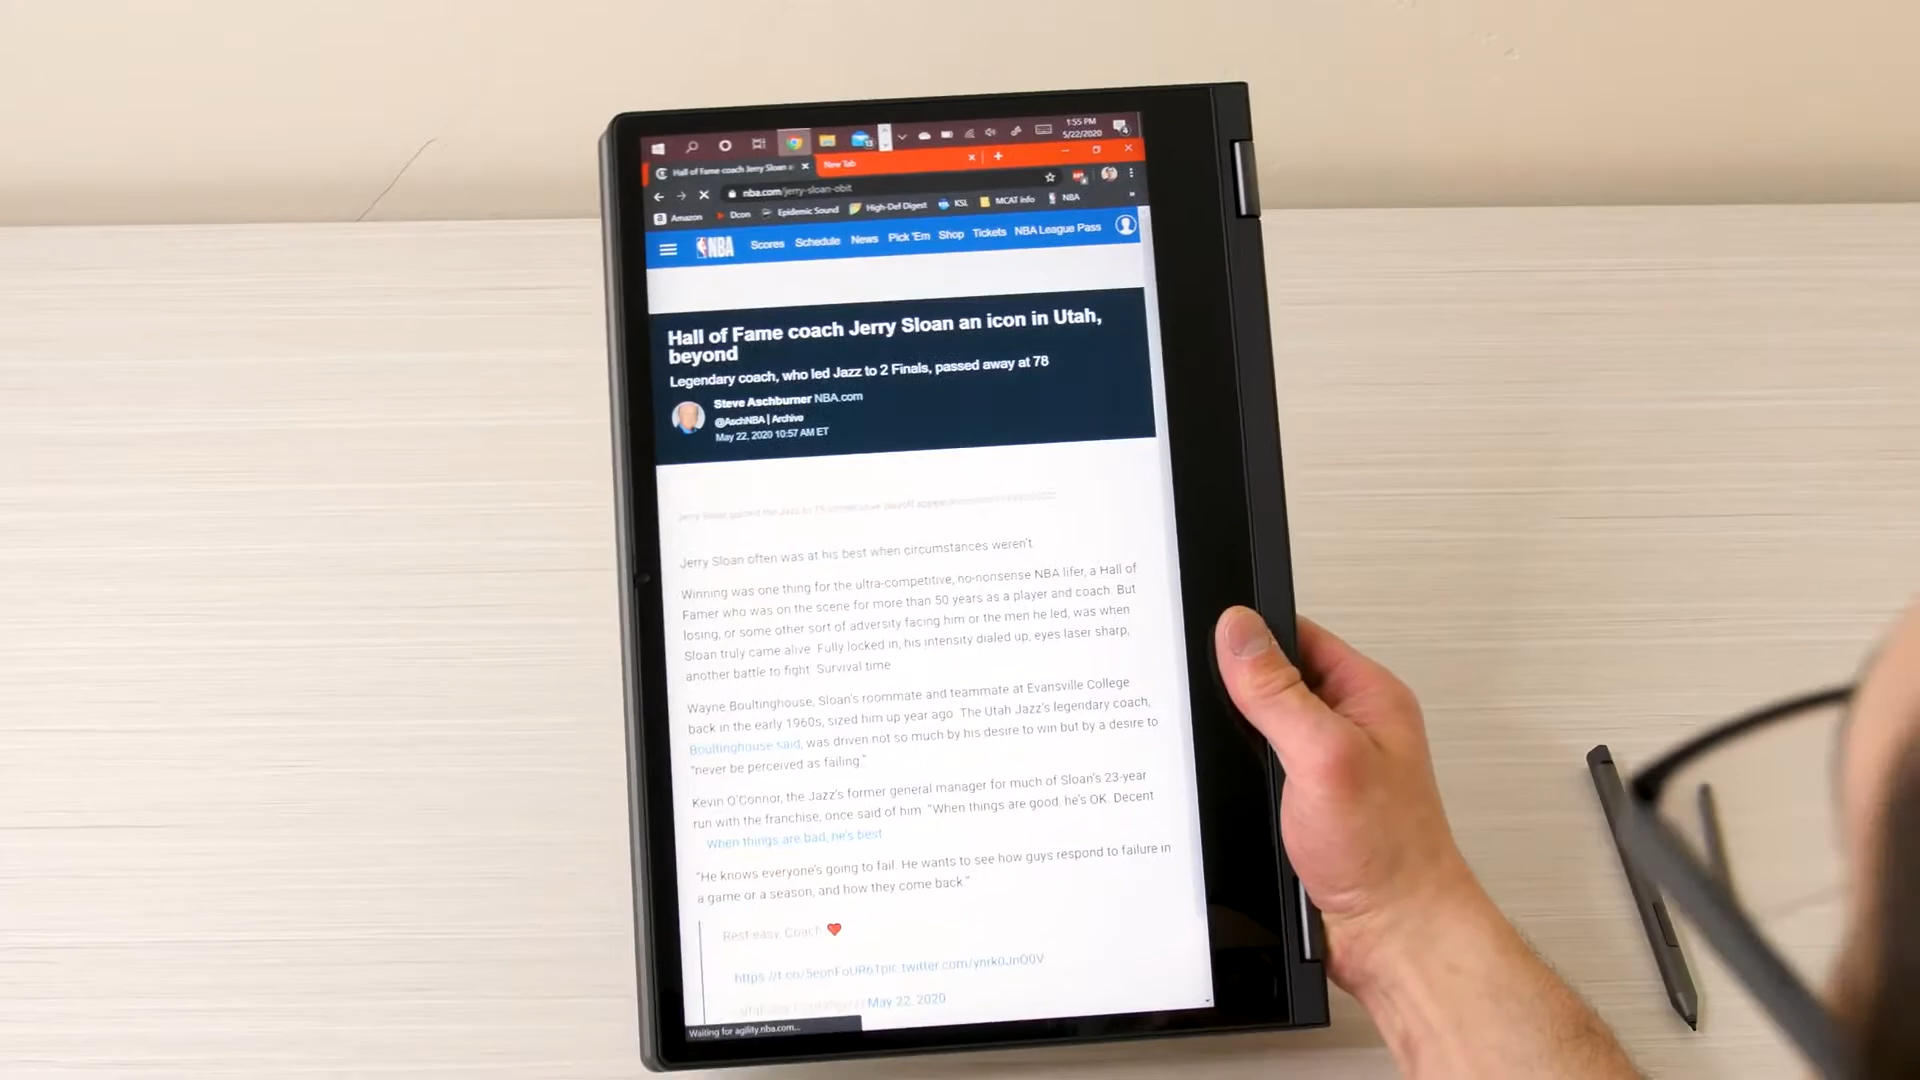 1:55 PM
5/22/2020
4
13
Hall of Fame coach Jerry Sloan
New Tab
nba.com/jerry-sloan-obit
Amazon Dcon Epidemic Sound High-Def Digest KSL MCAT info NBA
NBA Scores Schedule News Pick 'Em Shop Tickets NBA League Pass
Hall of Fame coach Jerry Sloan an icon in Utah,
beyond
Legendary coach, who led Jazz to 2 Finals, passed away at 78
Steve Aschburner NBA.com
@AschNBA | Archive
May 22, 2020 10:57 AM ET
Jerry Sloan guided the Jazz to 15 consecutive playoff
Jerry Sloan often was at his best when circumstances weren't.
Winning was one thing for the ultra-competitive, no-nonsense NBA lifer, a Hall of
Famer who was on the scene for more than 50 years as a player and coach. But
losing, or some other sort of adversity facing him or the men he led, was when
Sloan truly came alive. Fully locked in, his intensity dialed up, eyes laser sharp,
another battle to fight. Survival time
Wayne Boultinghouse, Sloan's roommate and teammate at Evansville College
back in the early 1960s, sized him up year ago. The Utah Jazz's legendary coach,
Boultinghouse said, was driven not so much by his desire to win but by a desire to
"never be perceived as failing."
Kevin O'Connor, the Jazz's former general manager for much of Sloan's 23-year
run with the franchise, once said of him "When things are good, he's OK. Decent
When things are bad, he's best
"He knows everyone's going to fail. He wants to see how guys respond to failure in
a game or a season, and how they come back."
Rest easy, Coach ❤️
May 22, 2020
Waiting for agility.nba.com...